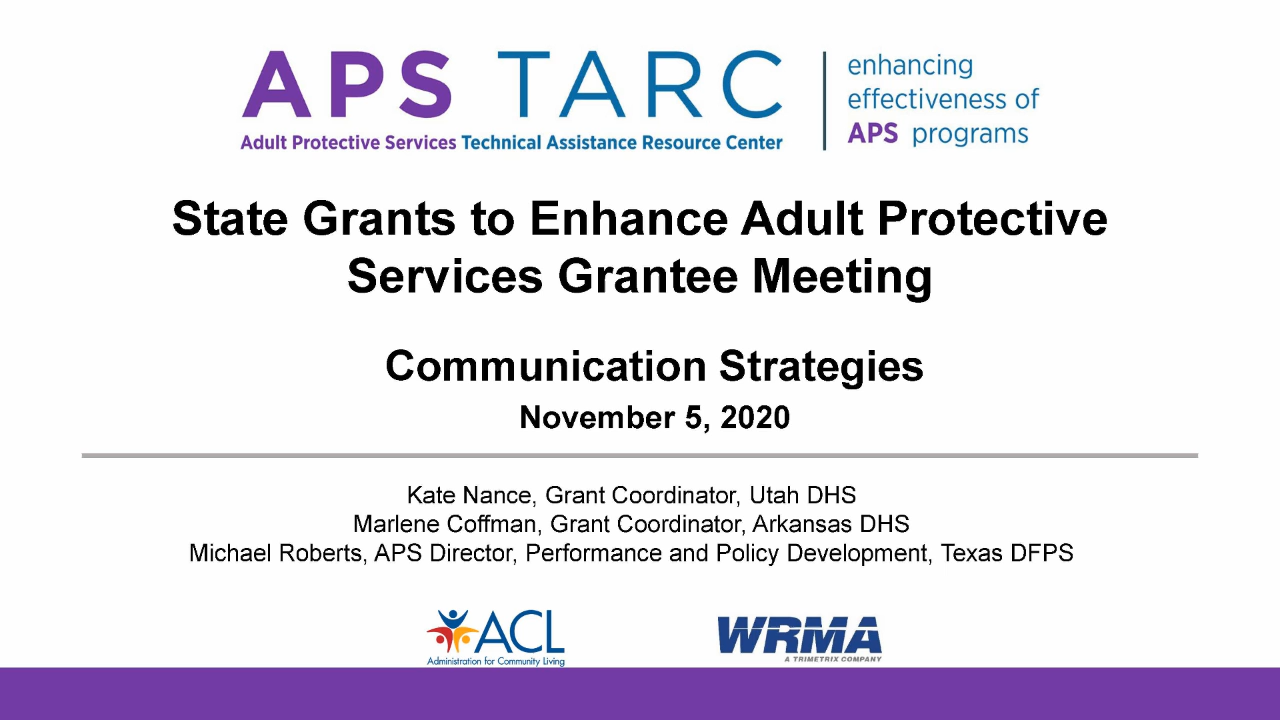 APS TARC
Adult Protective Services Technical Assistance Resource Center
enhancing
effectiveness of
APS programs
State Grants to Enhance Adult Protective
Services Grantee Meeting
Communication Strategies
November 5, 2020
Kate Nance, Grant Coordinator, Utah DHS
Marlene Coffman, Grant Coordinator, Arkansas DHS
Michael Roberts, APS Director, Performance and Policy Development, Texas DFPS
ACL
Administration for Community Living
WRMA
A TRIMETRIX COMPANY